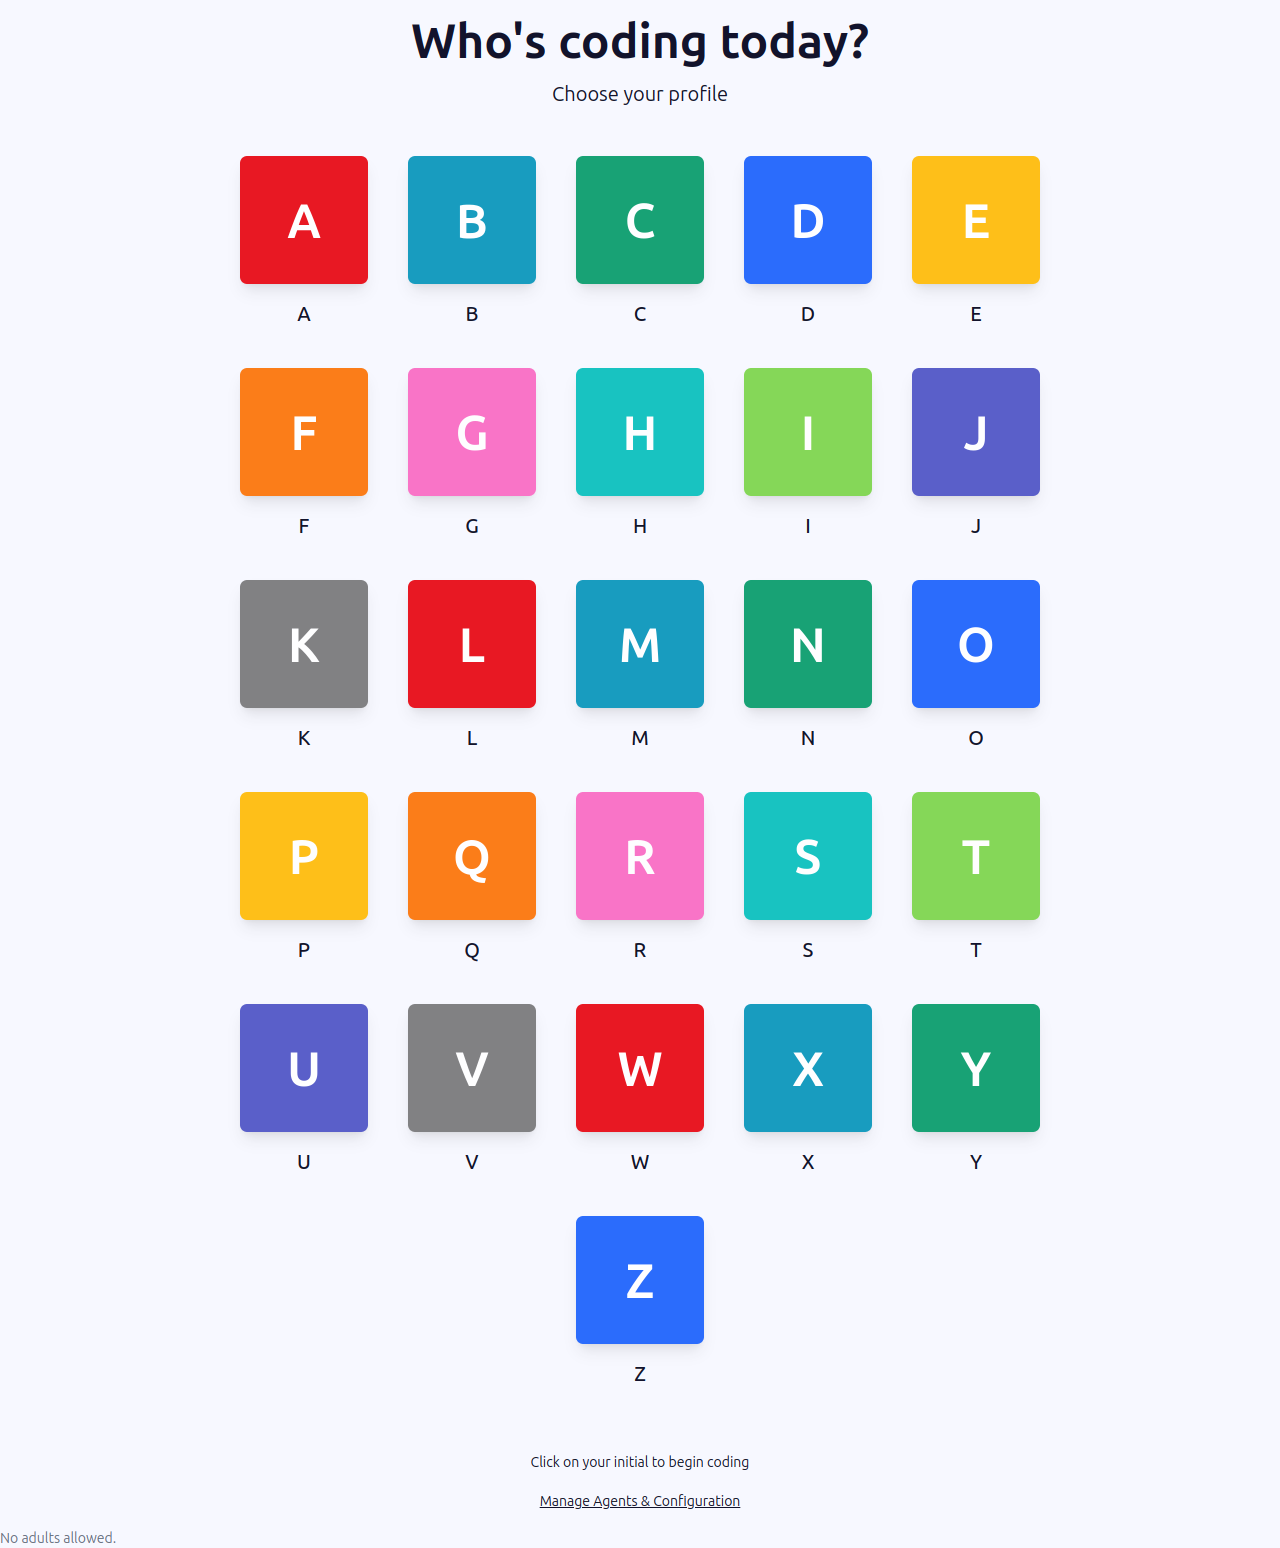 Who's coding today?
Choose your profile
A B C D E
A B C D E
F G H I J
F G H I J
K L M N O
K L M N O
P Q R S T
P Q R S T
U V W X Y
U V W X Y
Z
Z
Click on your initial to begin coding
Manage Agents & Configuration
No adults allowed.